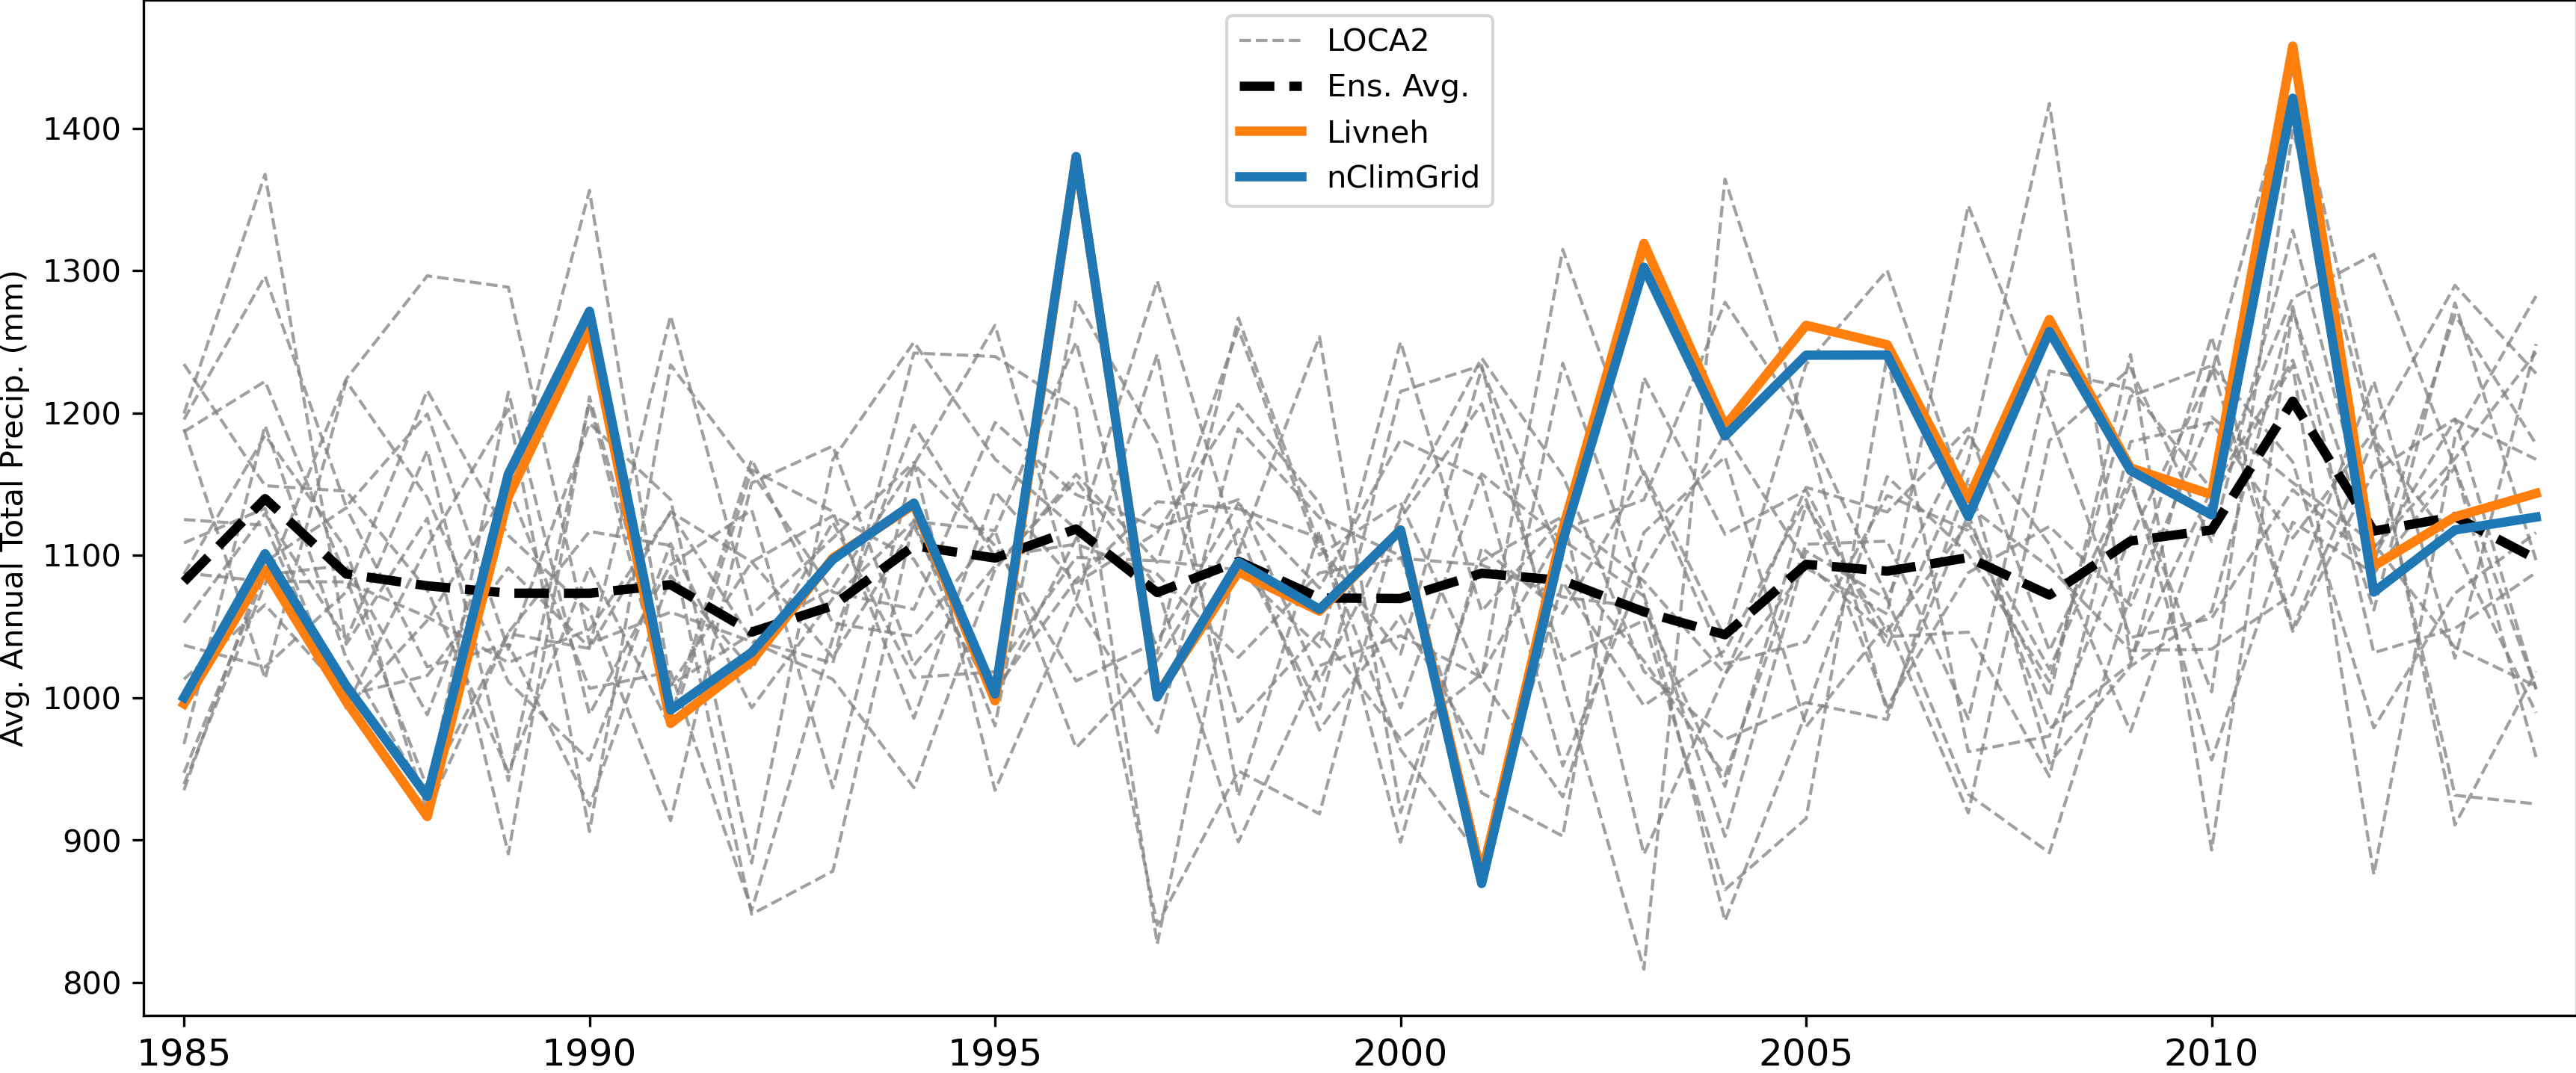 LOCA2
Ens. Avg.
Livneh
nClimGrid
Avg. Annual Total Precip. (mm)
1400
1300
1200
1100
1000
900
800
1985 1990 1995 2000 2005 2010